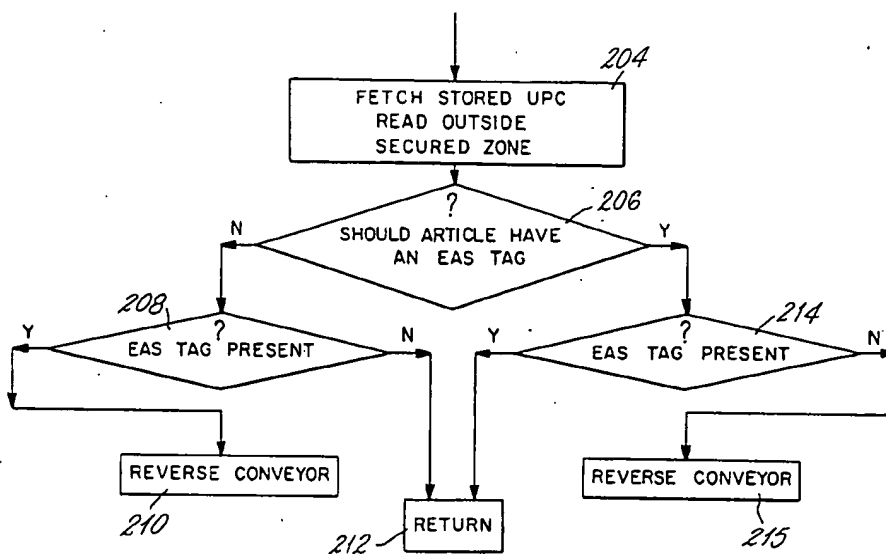 204
FETCH STORED UPC
READ OUTSIDE
SECURED ZONE
?
206
N
SHOULD ARTICLE HAVE
Y
AN EAS TAG
208
?
Y
EAS TAG PRESENT
N
214
?
Y
EAS TAG PRESENT
N
REVERSE CONVEYOR
210
REVERSE CONVEYOR
215
212
RETURN